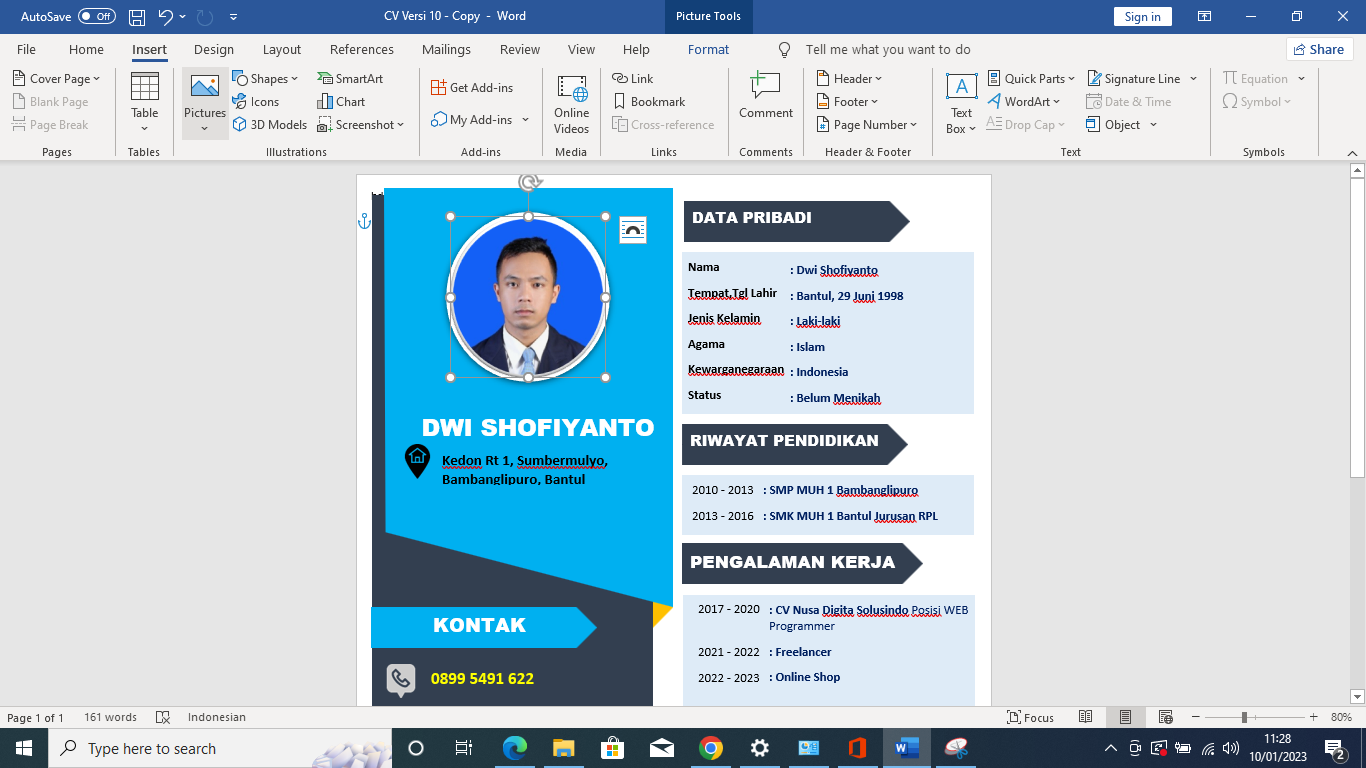 AutoSave Off
CV Versi 10 - Copy - Word
Picture Tools
Sign in
File Home Insert Design Layout References Mailings Review View Help Format Tell me what you want to do Share
Cover Page
Blank Page
Page Break
Pages
Table
Tables
Pictures
Shapes
Icons
3D Models
SmartArt
Chart
Screenshot
Illustrations
Get Add-ins
My Add-ins
Add-ins
Online
Videos
Media
Link
Bookmark
Cross-reference
Links
Comment
Comments
Header
Footer
Page Number
Header & Footer
Text
Box
Quick Parts
WordArt
Drop Cap
Signature Line
Date & Time
Object
Text
Equation
Symbol
Symbols
DWI SHOFIYANTO
Kedon Rt 1, Sumbermulyo,
Bambanglipuro, Bantul
KONTAK
0899 5491 622
DATA PRIBADI
Nama : Dwi Shofiyanto
Tempat,Tgl Lahir : Bantul, 29 Juni 1998
Jenis Kelamin : Laki-laki
Agama : Islam
Kewarganegaraan : Indonesia
Status : Belum Menikah
RIWAYAT PENDIDIKAN
2010 - 2013 : SMP MUH 1 Bambanglipuro
2013 - 2016 : SMK MUH 1 Bantul Jurusan RPL
PENGALAMAN KERJA
2017 - 2020 : CV Nusa Digita Solusindo Posisi WEB
Programmer
2021 - 2022 : Freelancer
2022 - 2023 : Online Shop
Page 1 of 1 161 words Indonesian Focus 80%
Type here to search
11:28
10/01/2023
2